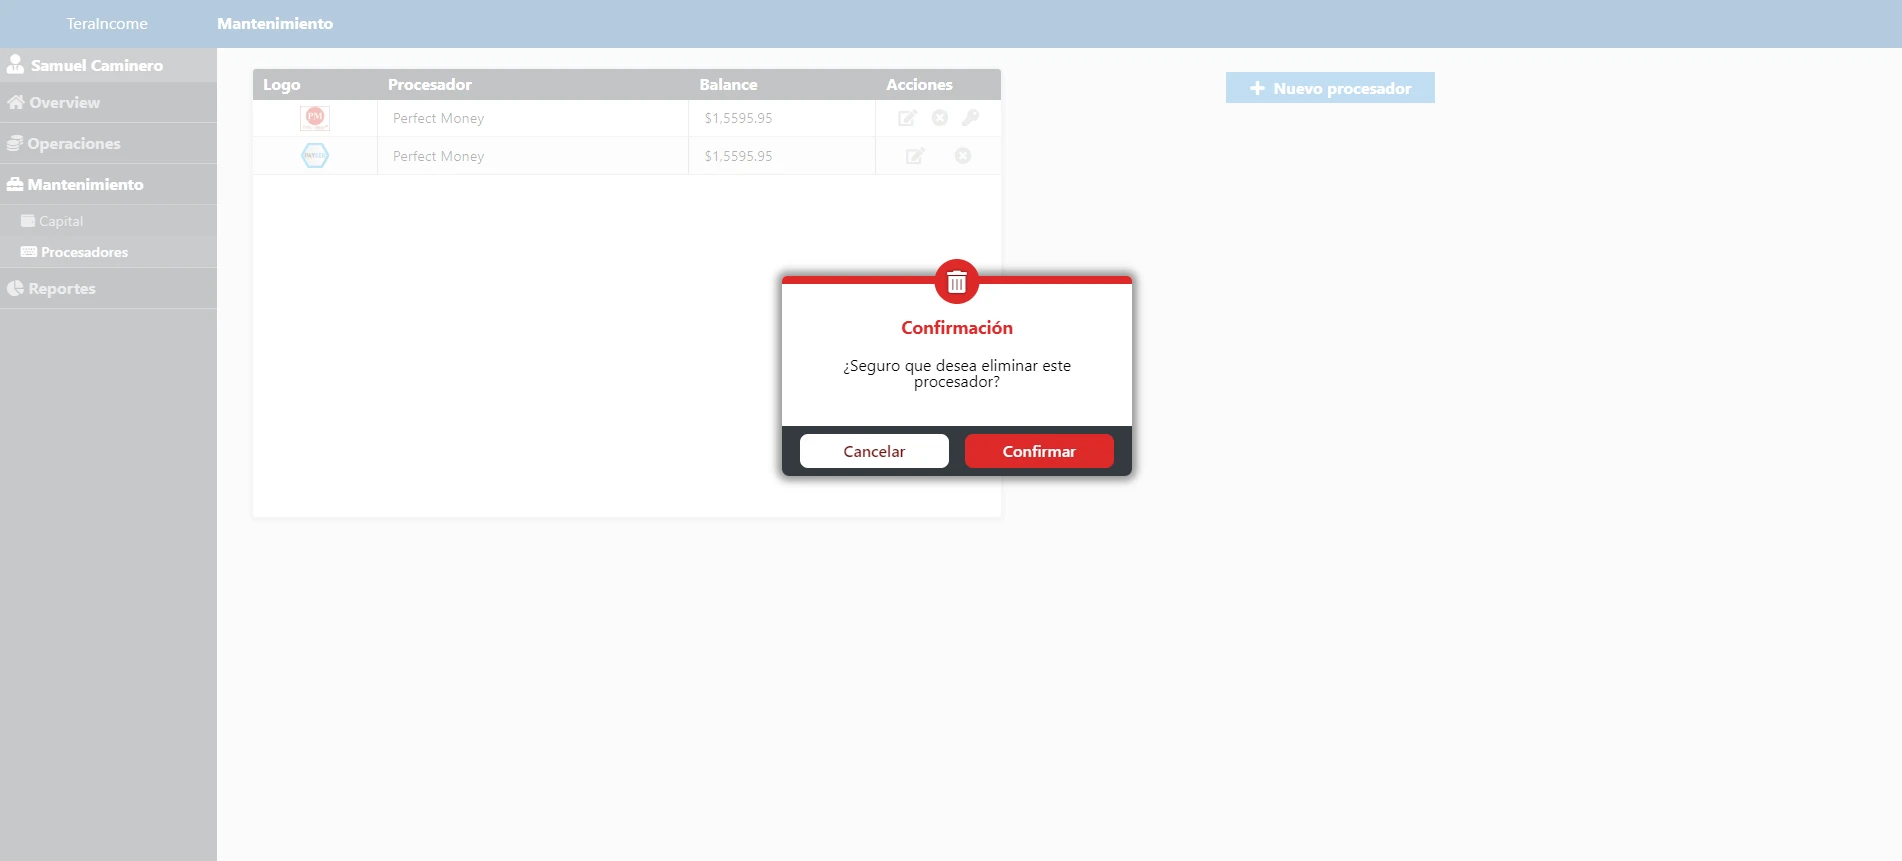 TeraIncome
Mantenimiento
Samuel Caminero
Overview
Operaciones
Mantenimiento
Capital
Procesadores
Reportes
Logo Procesador Balance Acciones
PM Perfect Money $1,5595.95
Perfect Money $1,5595.95
Nuevo procesador
Confirmación
¿Seguro que desea eliminar este
procesador?
Cancelar Confirmar